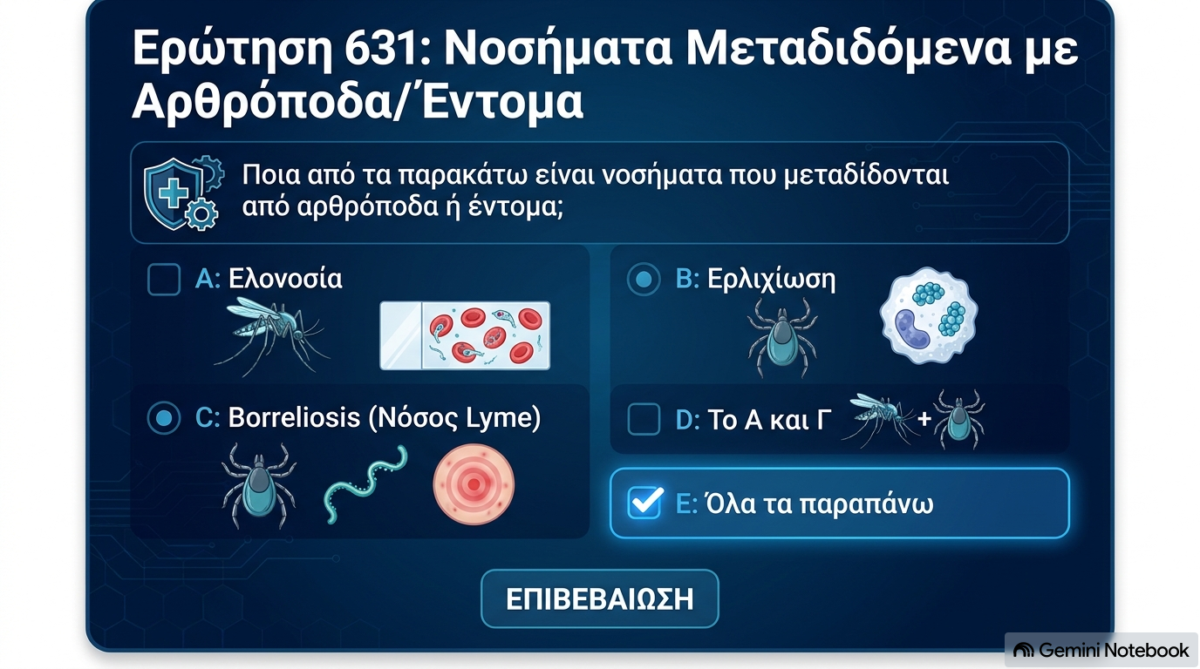 Ερώτηση 631: Νοσήματα Μεταδιδόμενα με
Αρθρόποδα/Έντομα
Ποια από τα παρακάτω είναι νοσήματα που μεταδίδονται
από αρθρόποδα ή έντομα;
A: Ελονοσία
B: Ερλιχίωση
C: Borreliosis (Νόσος Lyme)
D: Το Α και Γ
+
E: Όλα τα παραπάνω
ΕΠΙΒΕΒΑΙΩΣΗ
Gemini Notebook